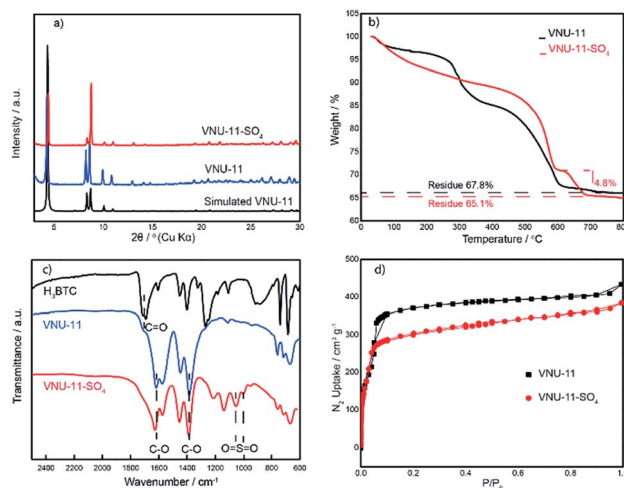 a)
Intensity / a.u.
VNU-11-SO₄
VNU-11
Simulated VNU-11
5 10 15 20 25 30
2θ / °(Cu Kα)
b)
VNU-11
VNU-11-SO₄
Weight / %
100
95
90
85
80
75
70
65
60
4.8%
Residue 67.8%
Residue 65.1%
0 100 200 300 400 500 600 700 800
Temperature / °C
c)
H₃BTC
C=O
VNU-11
VNU-11-SO₄
Transmittance / a.u.
C-O C-O O=S=O
2400 2200 2000 1800 1600 1400 1200 1000 800 600
Wavenumber / cm⁻¹
d)
N₂ Uptake / cm³ g⁻¹
500
400
300
200
100
0
VNU-11
VNU-11-SO₄
0.0 0.2 0.4 0.6 0.8 1.
P/P₀